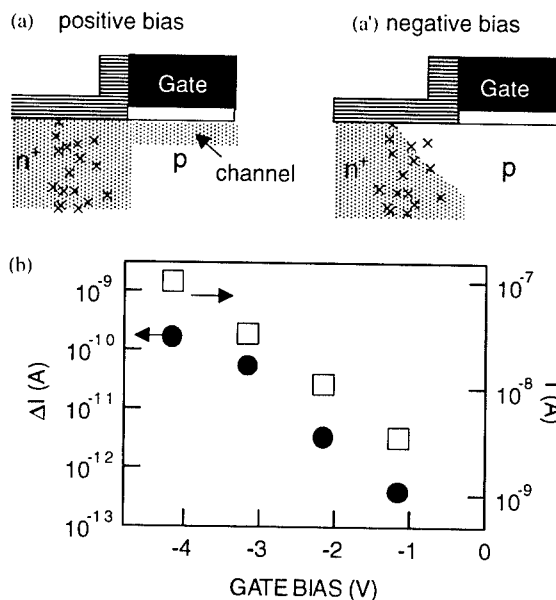 (a) positive bias
(a') negative bias
Gate
Gate
n+
p
channel
n+
p
(b)
10-9
10-10
10-11
10-12
10-13
ΔI (A)
10-7
10-8
10-9
I (A)
-4 -3 -2 -1 0
GATE BIAS (V)